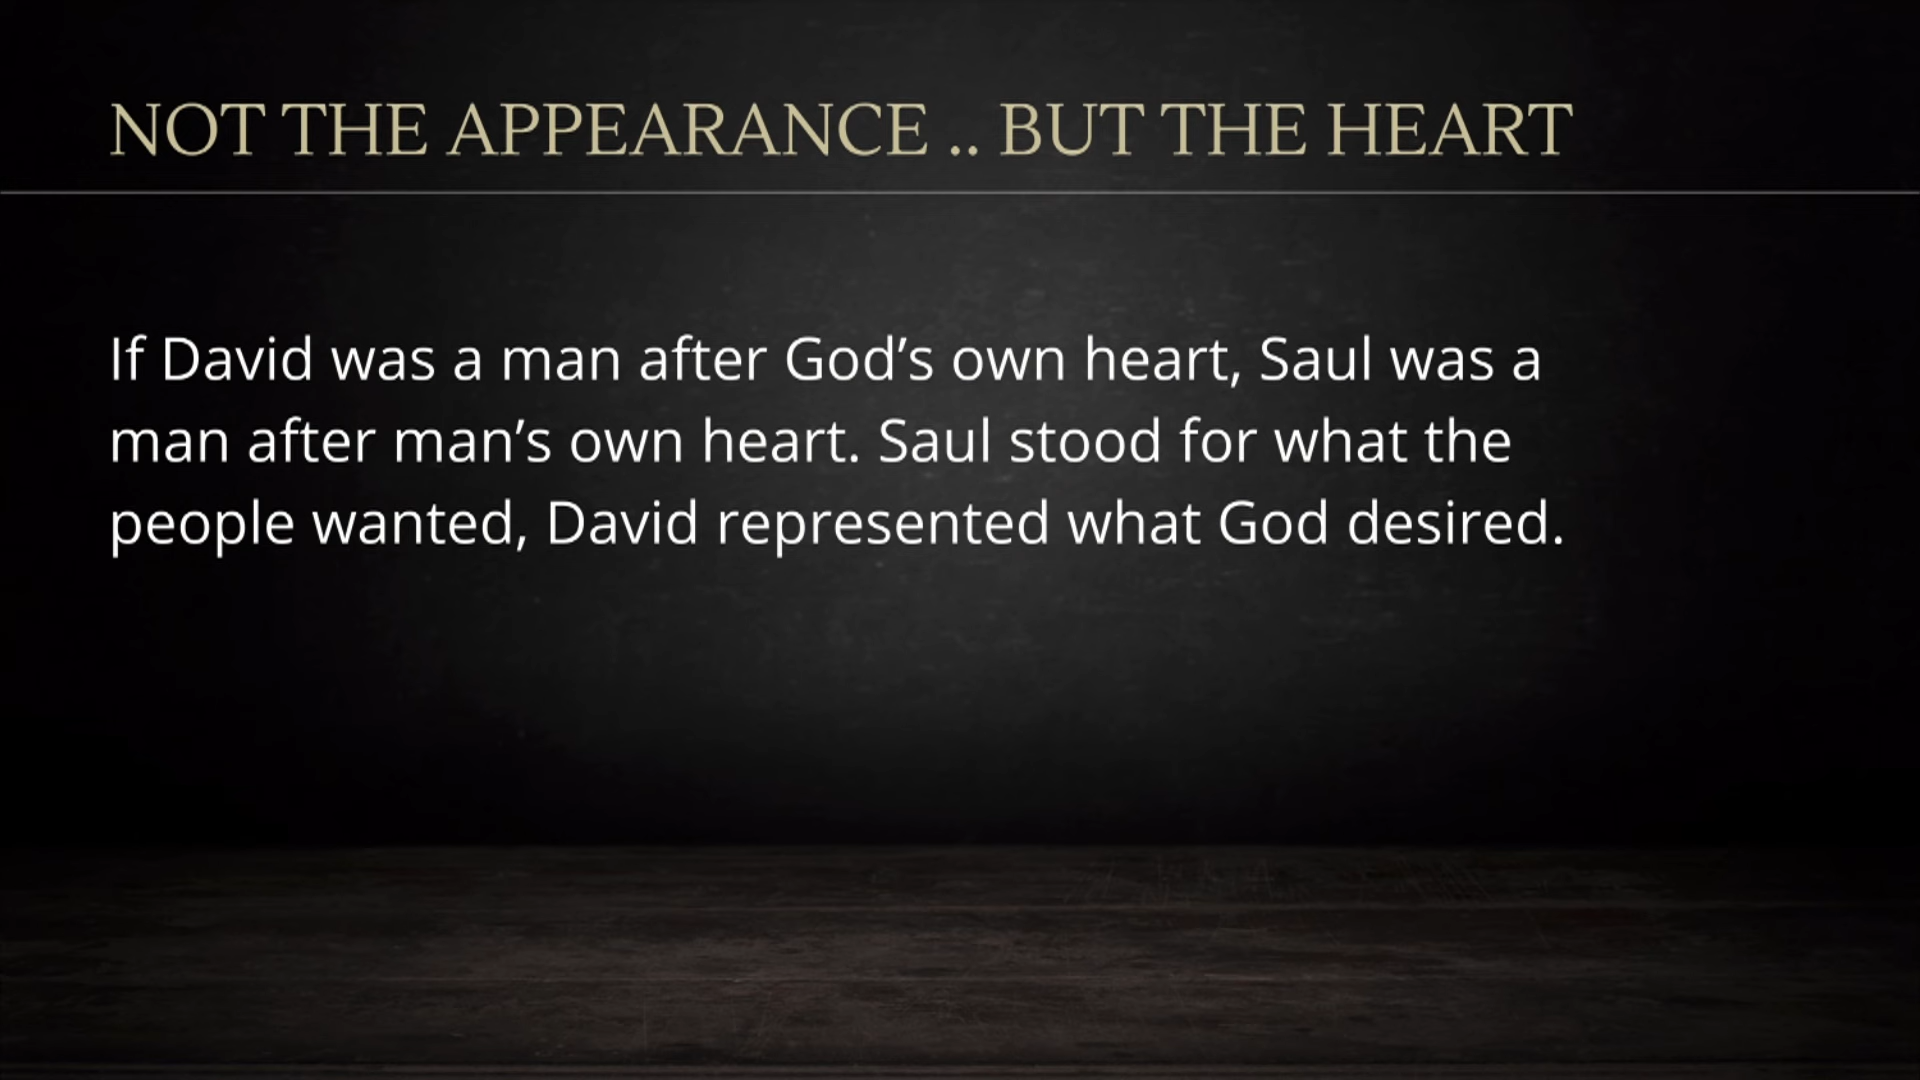 NOT THE APPEARANCE .. BUT THE HEART
If David was a man after God’s own heart, Saul was a
man after man’s own heart. Saul stood for what the
people wanted, David represented what God desired.